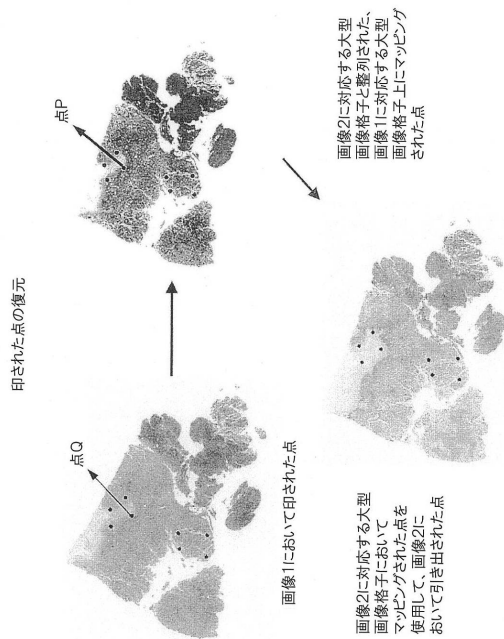 印された点の復元
点Q
点P
画像1において印された点
画像2に対応する大型
画像格子と整列された、
画像1に対応する大型
画像格子上にマッピング
された点
画像2に対応する大型
画像格子において
マッピングされた点を
使用して、画像2に
おいて引き出された点